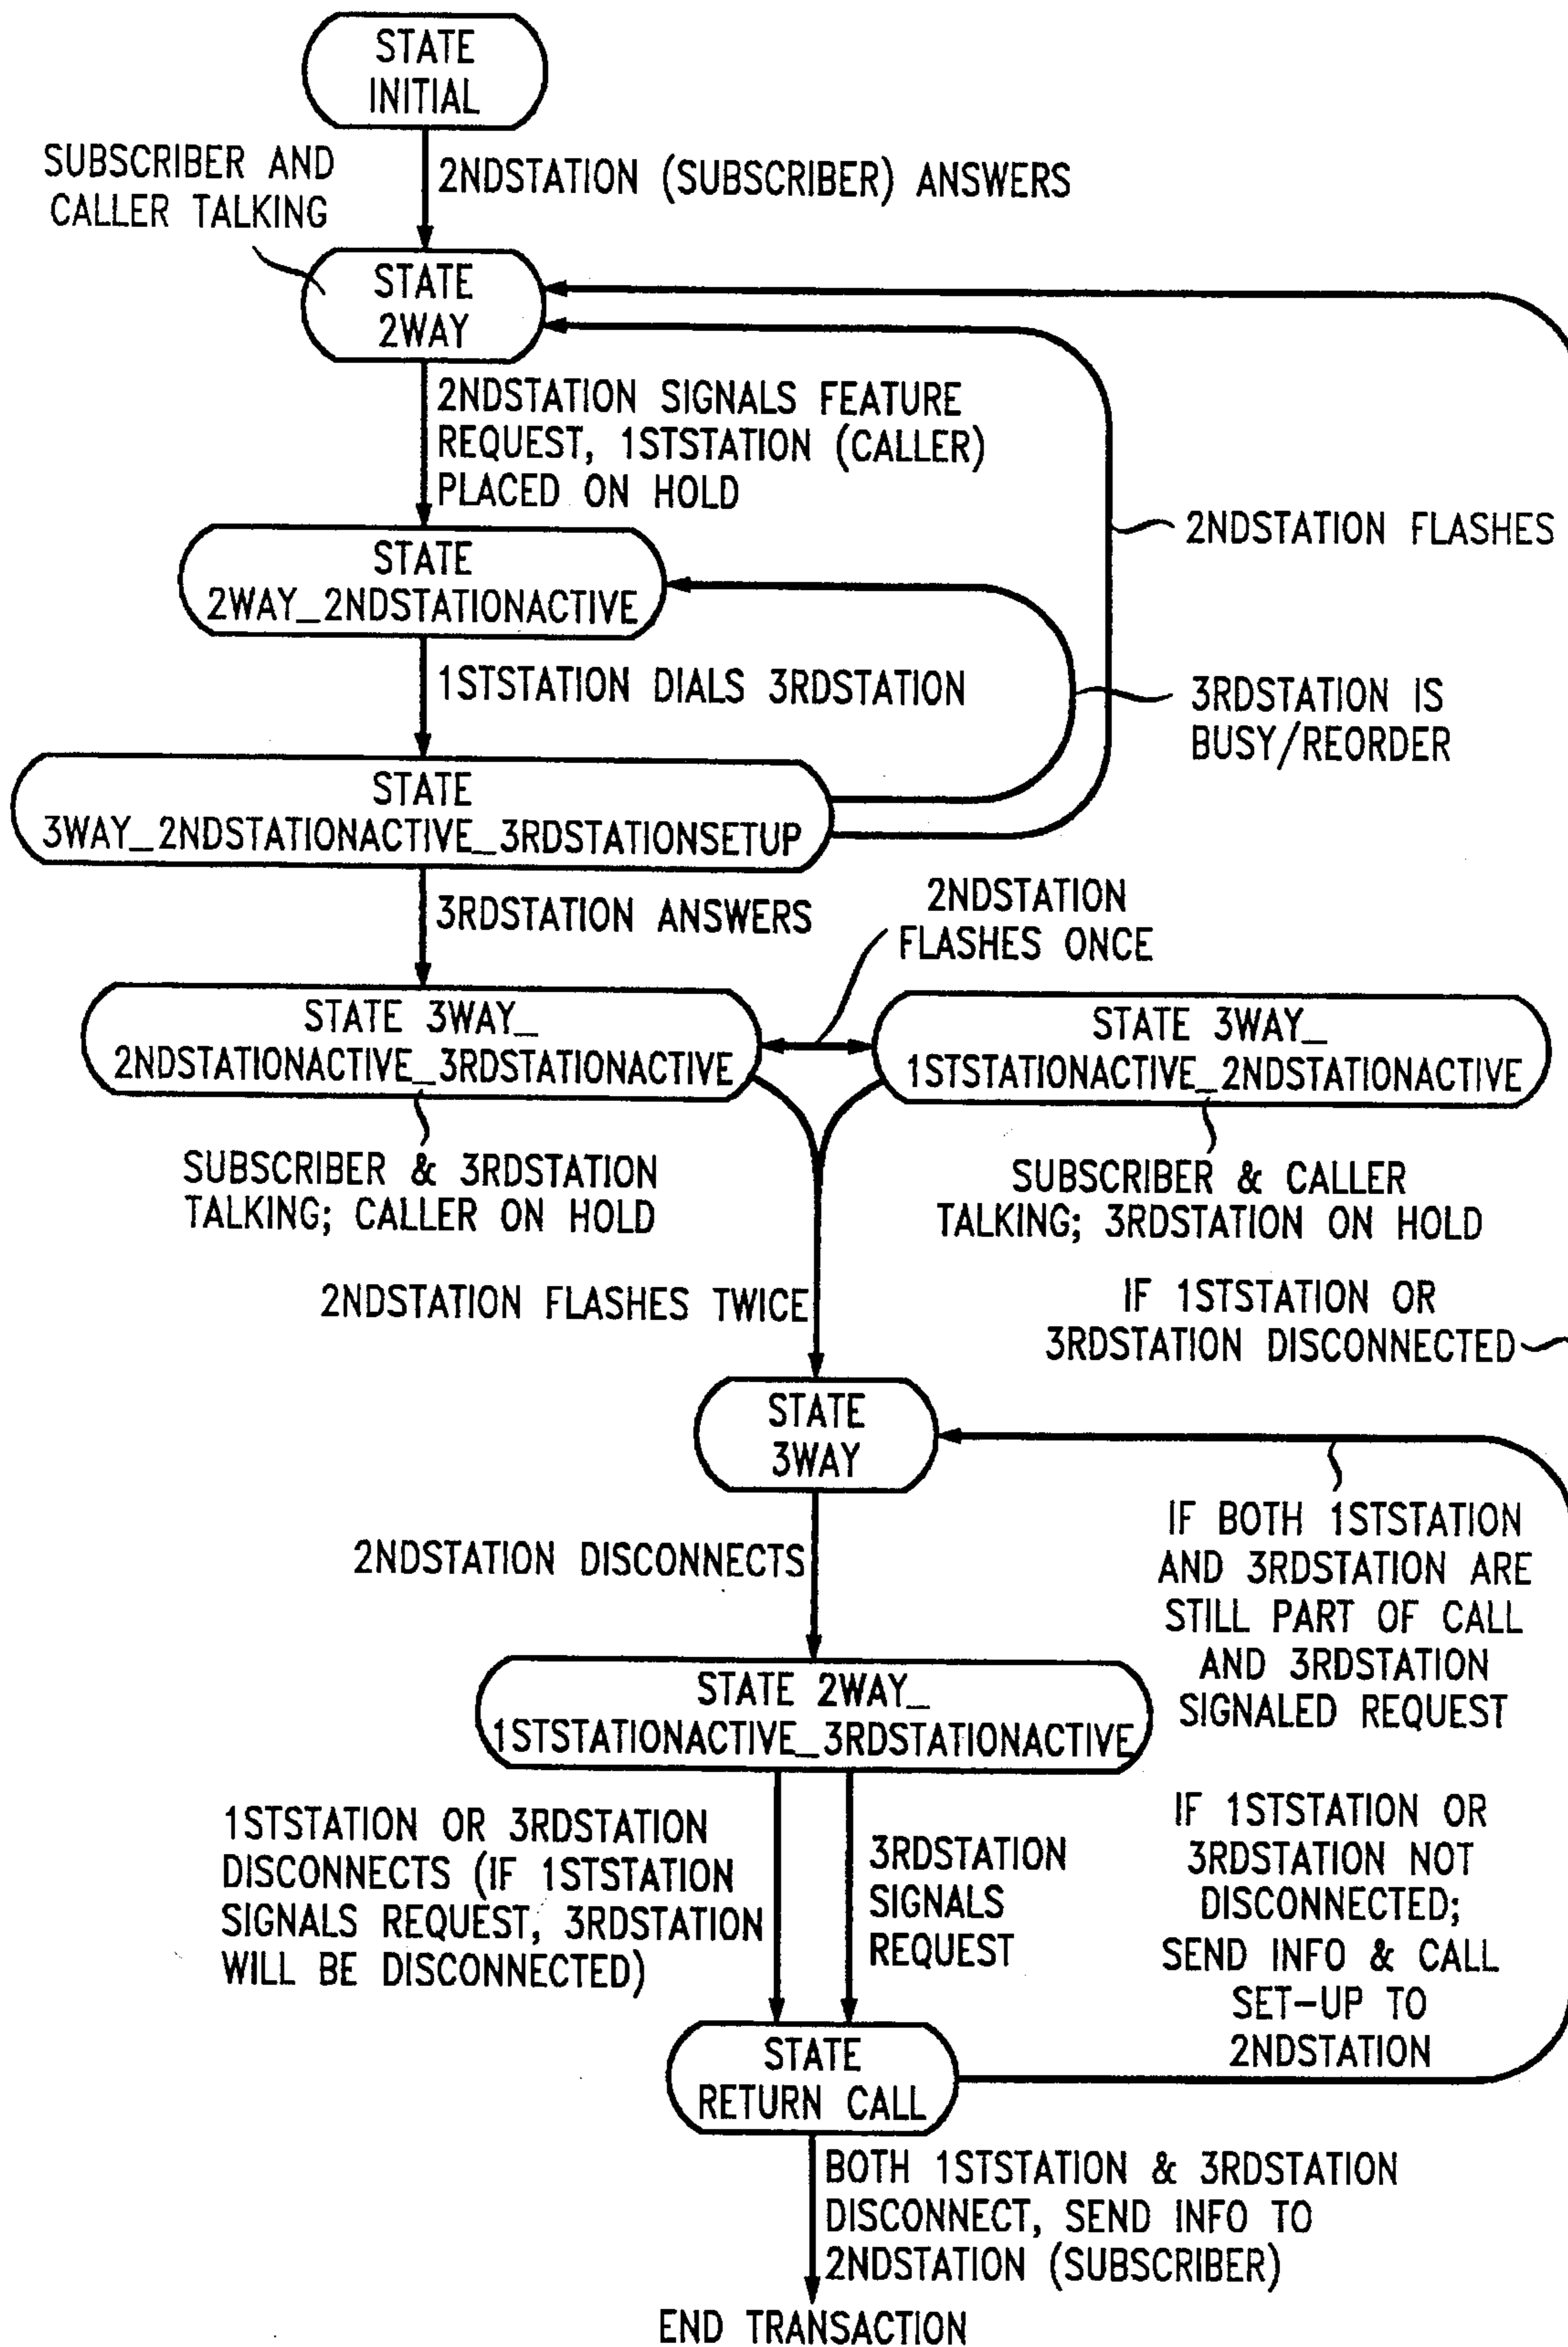 STATE
INITIAL
SUBSCRIBER AND
CALLER TALKING
2NDSTATION (SUBSCRIBER) ANSWERS
STATE
2WAY
2NDSTATION SIGNALS FEATURE
REQUEST, 1STSTATION (CALLER)
PLACED ON HOLD
2NDSTATION FLASHES
STATE
2WAY_2NDSTATIONACTIVE
1STSTATION DIALS 3RDSTATION
3RDSTATION IS
BUSY/REORDER
STATE
3WAY_2NDSTATIONACTIVE_3RDSTATIONSETUP
3RDSTATION ANSWERS
2NDSTATION
FLASHES ONCE
STATE 3WAY_
2NDSTATIONACTIVE_3RDSTATIONACTIVE
STATE 3WAY_
1STSTATIONACTIVE_2NDSTATIONACTIVE
SUBSCRIBER & 3RDSTATION
TALKING; CALLER ON HOLD
SUBSCRIBER & CALLER
TALKING; 3RDSTATION ON HOLD
2NDSTATION FLASHES TWICE
IF 1STSTATION OR
3RDSTATION DISCONNECTED
STATE
3WAY
2NDSTATION DISCONNECTS
IF BOTH 1STSTATION
AND 3RDSTATION ARE
STILL PART OF CALL
AND 3RDSTATION
SIGNALED REQUEST
STATE 2WAY_
1STSTATIONACTIVE_3RDSTATIONACTIVE
1STSTATION OR 3RDSTATION
DISCONNECTS (IF 1STSTATION
SIGNALS REQUEST, 3RDSTATION
WILL BE DISCONNECTED)
3RDSTATION
SIGNALS
REQUEST
IF 1STSTATION OR
3RDSTATION NOT
DISCONNECTED;
SEND INFO & CALL
SET-UP TO
2NDSTATION
STATE
RETURN CALL
BOTH 1STSTATION & 3RDSTATION
DISCONNECT, SEND INFO TO
2NDSTATION (SUBSCRIBER)
END TRANSACTION